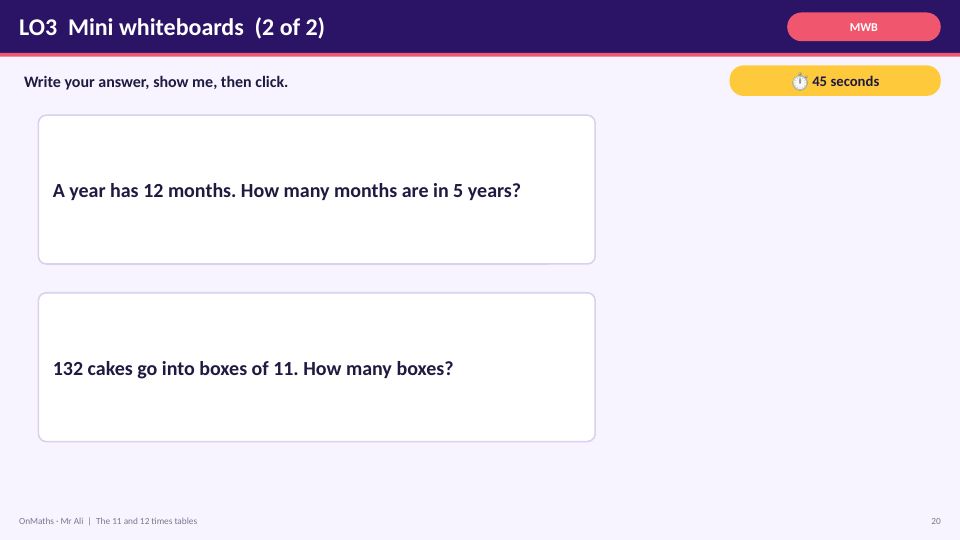 LO3 Mini whiteboards (2 of 2)
MWB
Write your answer, show me, then click.
⏱ 45 seconds
A year has 12 months. How many months are in 5 years?
132 cakes go into boxes of 11. How many boxes?
OnMaths - Mr Ali | The 11 and 12 times tables
20